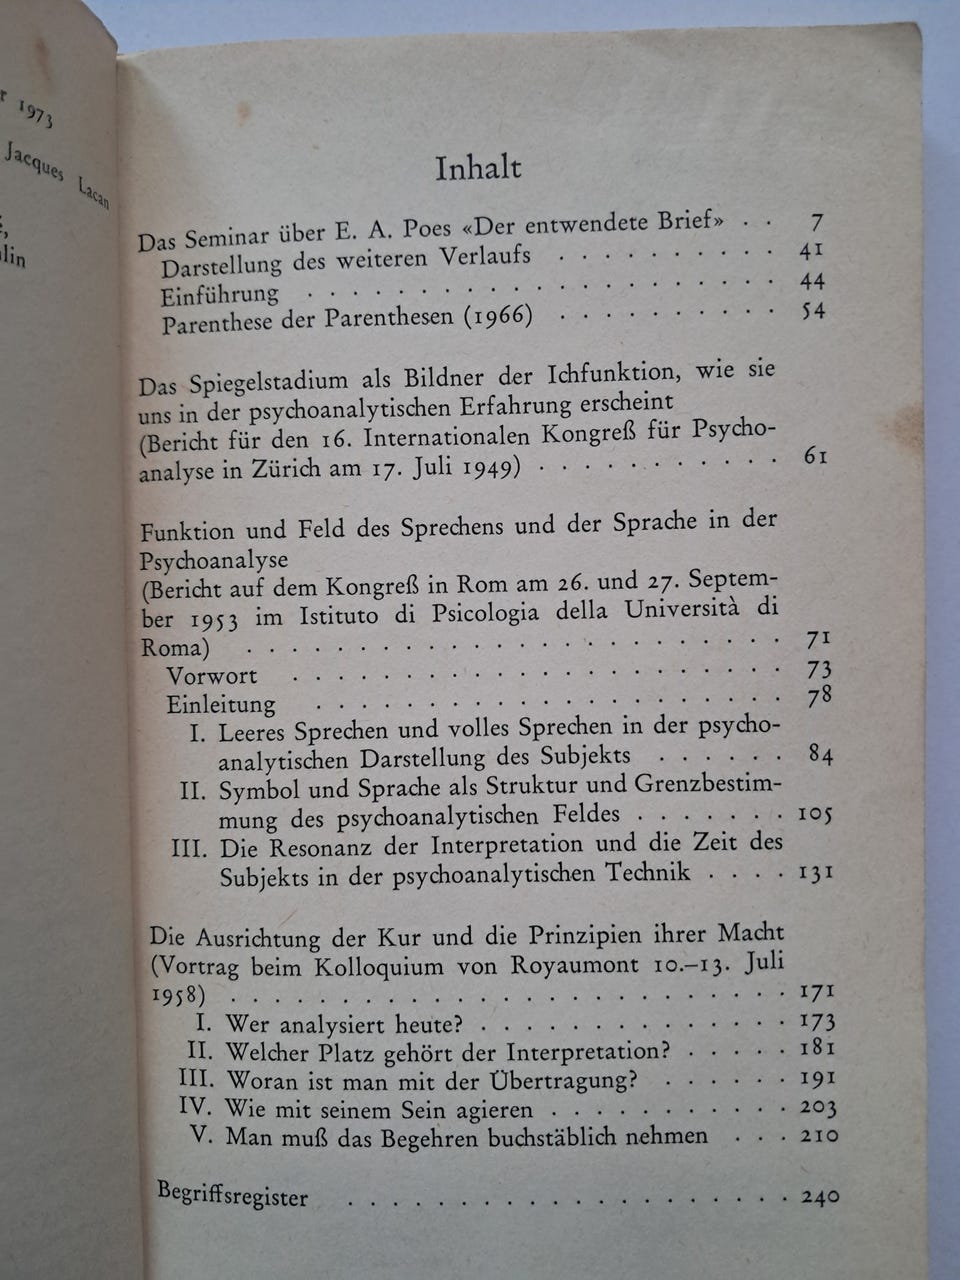 1973
Jacques Lacan
Inhalt
Das Seminar über E. A. Poes «Der entwendete Brief» . . 7
Darstellung des weiteren Verlaufs . . . . . . . . . . 41
Einführung . . . . . . . . . . . . . . . . . . 44
Parenthese der Parenthesen (1966) . . . . . . . . . . 54
Das Spiegelstadium als Bildner der Ichfunktion, wie sie
uns in der psychoanalytischen Erfahrung erscheint
(Bericht für den 16. Internationalen Kongreß für Psycho-
analyse in Zürich am 17. Juli 1949) . . . . . . . . . . . 61
Funktion und Feld des Sprechens und der Sprache in der
Psychoanalyse
(Bericht auf dem Kongreß in Rom am 26. und 27. Septem-
ber 1953 im Istituto di Psicologia della Università di
Roma) . . . . . . . . . . . . . . . . . . . . . . . 71
Vorwort . . . . . . . . . . . . . . . . . . . 73
Einleitung . . . . . . . . . . . . . . . . . . 78
I. Leeres Sprechen und volles Sprechen in der psycho-
analytischen Darstellung des Subjekts . . . . . . 84
II. Symbol und Sprache als Struktur und Grenzbestim-
mung des psychoanalytischen Feldes . . . . . . . 105
III. Die Resonanz der Interpretation und die Zeit des
Subjekts in der psychoanalytischen Technik . . . . 131
Die Ausrichtung der Kur und die Prinzipien ihrer Macht
(Vortrag beim Kolloquium von Royaumont 10.–13. Juli
1958) . . . . . . . . . . . . . . . . . . . . . . . . 171
I. Wer analysiert heute? . . . . . . . . . . . . . . 173
II. Welcher Platz gehört der Interpretation? . . . . . 181
III. Woran ist man mit der Übertragung? . . . . . . 191
IV. Wie mit seinem Sein agieren . . . . . . . . . . . 203
V. Man muß das Begehren buchstäblich nehmen . . . 210
Begriffsregister . . . . . . . . . . . . . . . . . . . . 240